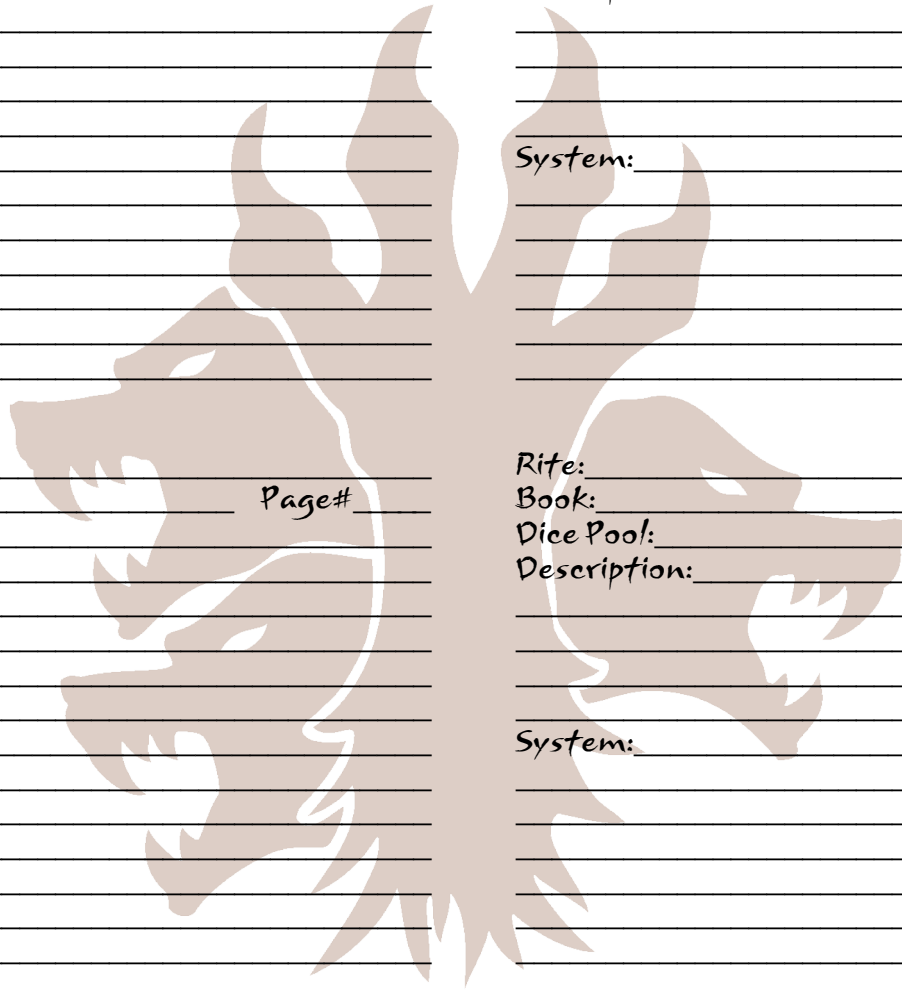 System:
Page#
Rite:
Book:
Dice Pool:
Description:
System: